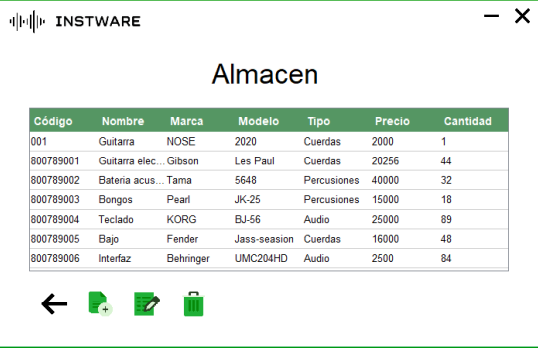 INSTWARE
Almacen
Código Nombre Marca Modelo Tipo Precio Cantidad
001 Guitarra NOSE 2020 Cuerdas 2000 1
800789001 Guitarra elec... Gibson Les Paul Cuerdas 20256 44
800789002 Bateria acus... Tama 5648 Percusiones 40000 32
800789003 Bongos Pearl JK-25 Percusiones 15000 18
800789004 Teclado KORG BJ-56 Audio 25000 89
800789005 Bajo Fender Jass-seasion Cuerdas 16000 48
800789006 Interfaz Behringer UMC204HD Audio 2500 84